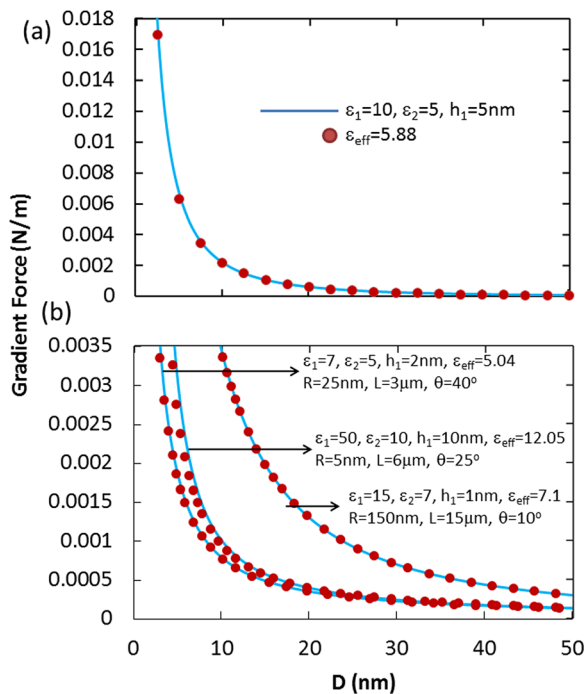 (a)
0.018
0.016
0.014
0.012
0.01
0.008
0.006
0.004
0.002
0
ε₁=10, ε₂=5, h₁=5nm
εeff=5.88
Gradient Force (N/m)
(b)
0.0035
0.003
0.0025
0.002
0.0015
0.001
0.0005
0
ε₁=7, ε₂=5, h₁=2nm, εeff=5.04
R=25nm, L=3μm, θ=40º
ε₁=50, ε₂=10, h₁=10nm, εeff=12.05
R=5nm, L=6μm, θ=25º
ε₁=15, ε₂=7, h₁=1nm, εeff=7.1
R=150nm, L=15μm, θ=10º
0 10 20 30 40 50
D (nm)